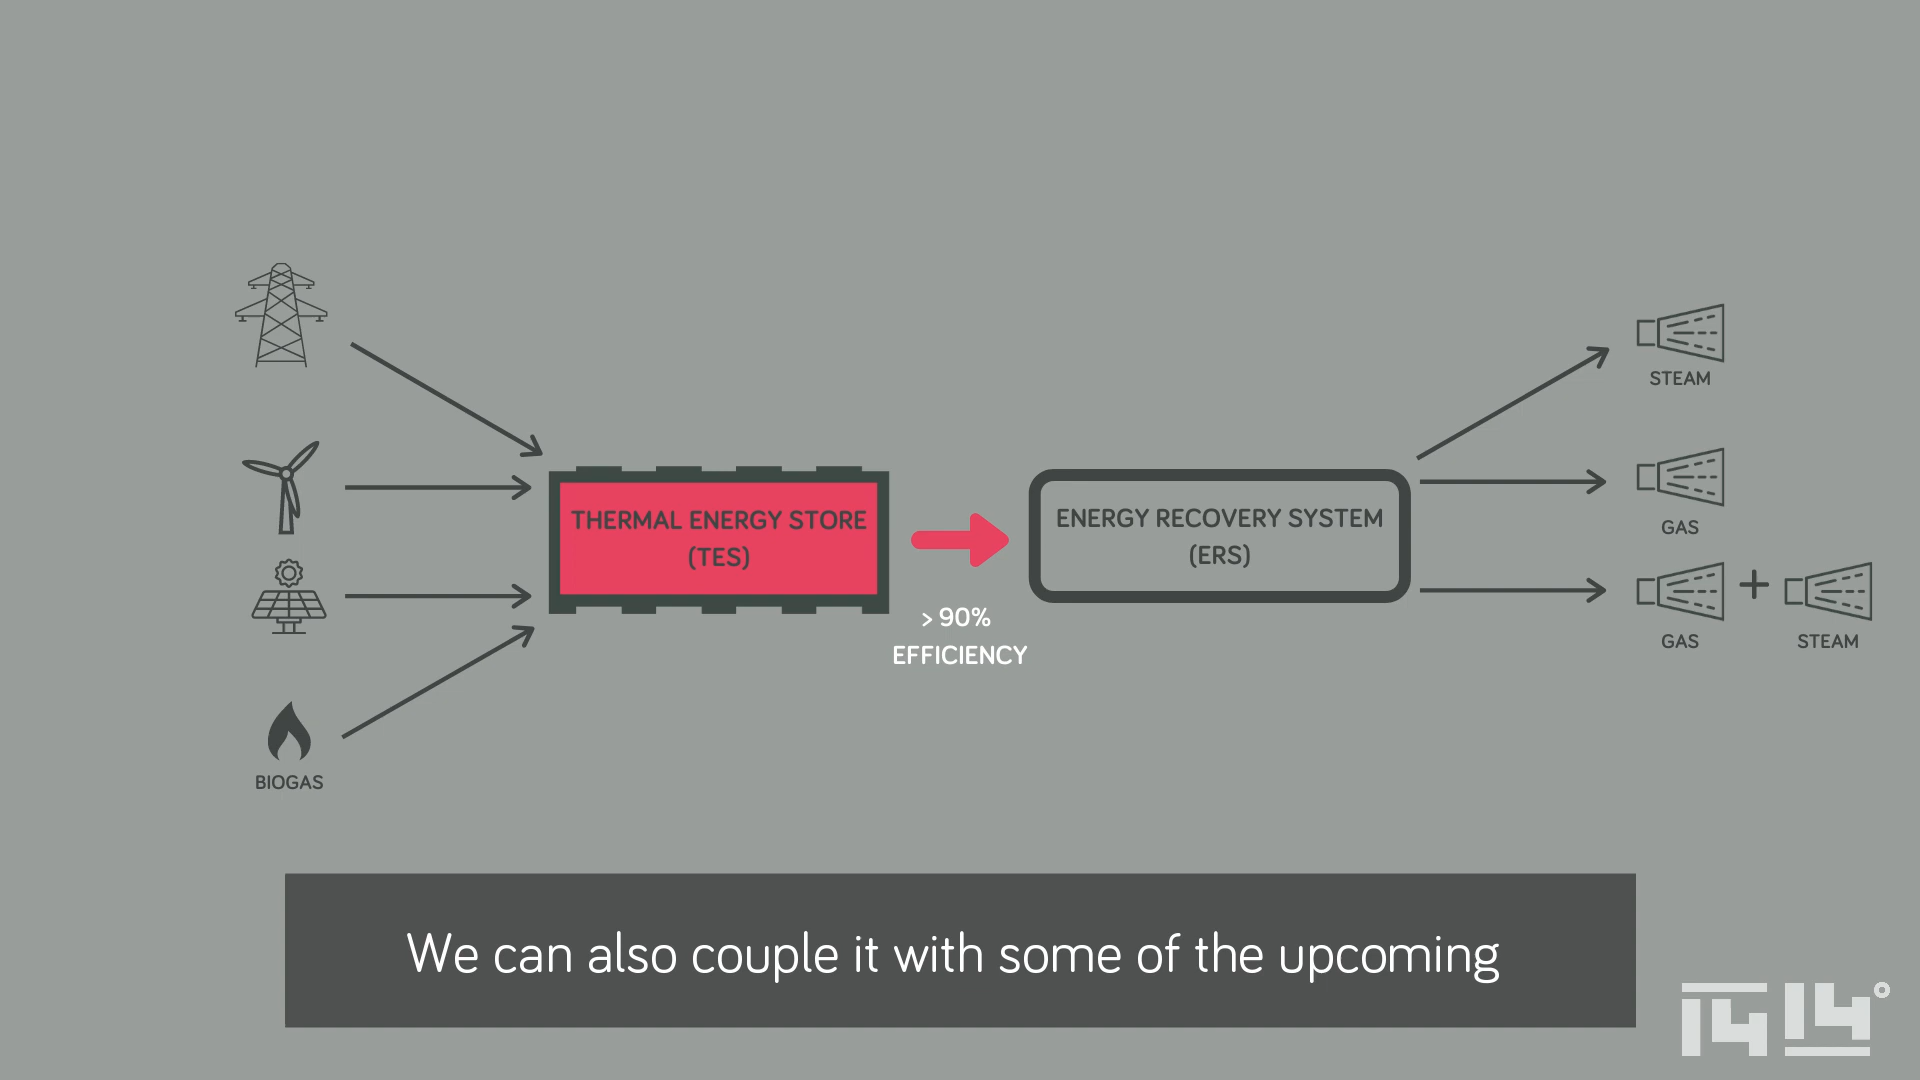 THERMAL ENERGY STORE
(TES)
> 90%
EFFICIENCY
ENERGY RECOVERY SYSTEM
(ERS)
STEAM
GAS
GAS
+
STEAM
BIOGAS
We can also couple it with some of the upcoming
1414°